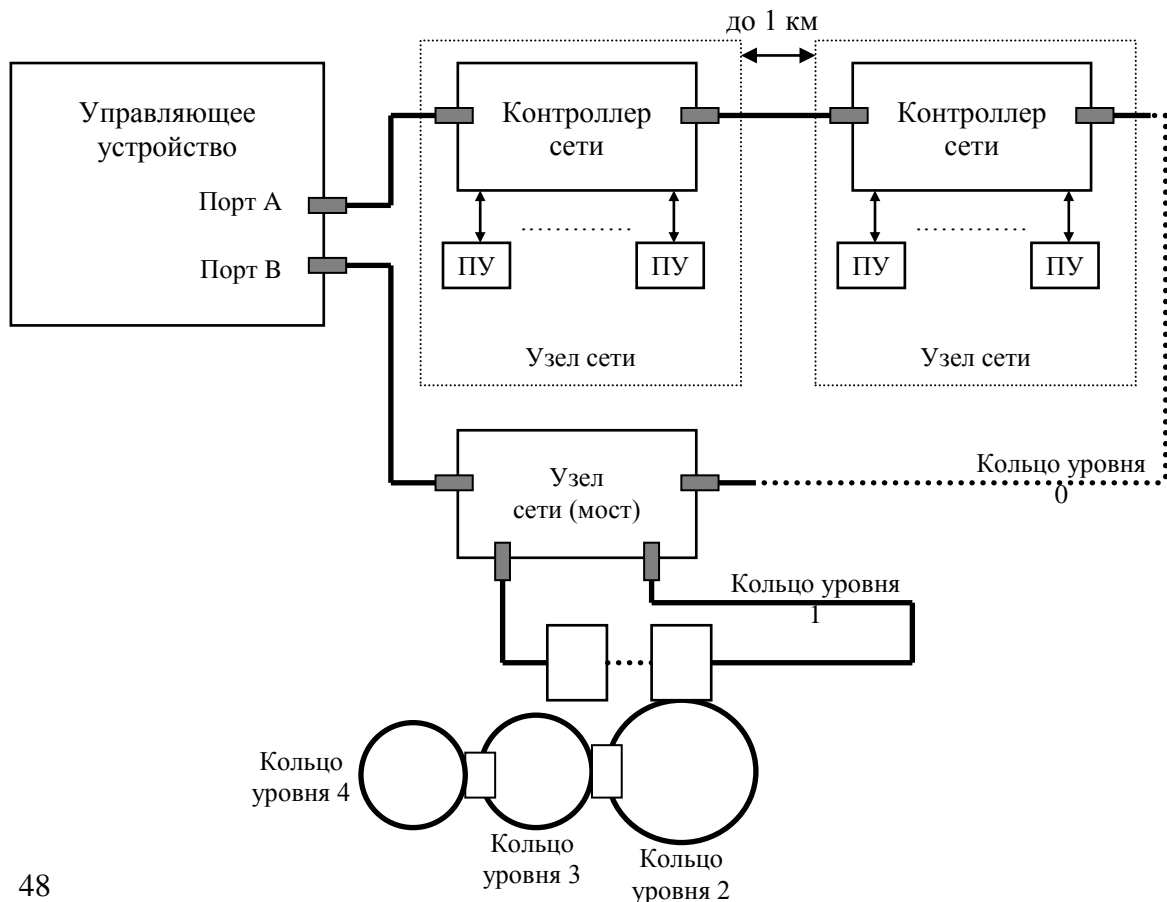 до 1 км
Управляющее
устройство
Порт А
Порт В
Контроллер
сети
ПУ
ПУ
Узел сети
Контроллер
сети
ПУ
ПУ
Узел сети
Узел
сети (мост)
Кольцо уровня
0
Кольцо уровня
1
Кольцо
уровня 4
Кольцо
уровня 3
Кольцо
уровня 2
48